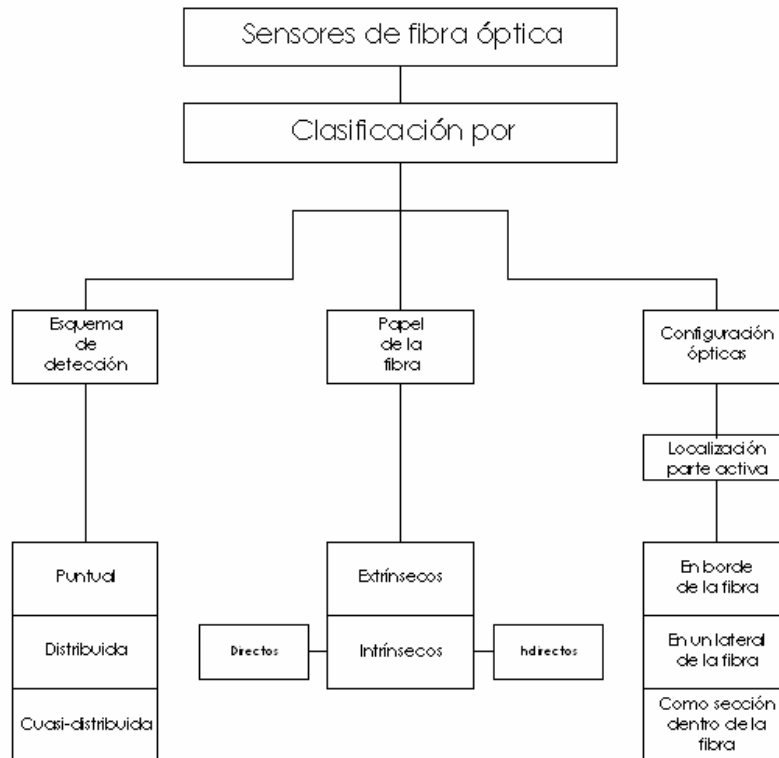 Sensores de fibra óptica
Clasificación por
Esquema
de
detección
Papel
de la
fibra
Configuración
ópticas
Localización
parte activa
Puntual
Distribuida
Cuasi-distribuida
Extrínsecos
Directos
Intrínsecos
Indirectos
En borde
de la fibra
En un lateral
de la fibra
Como sección
dentro de la
fibra